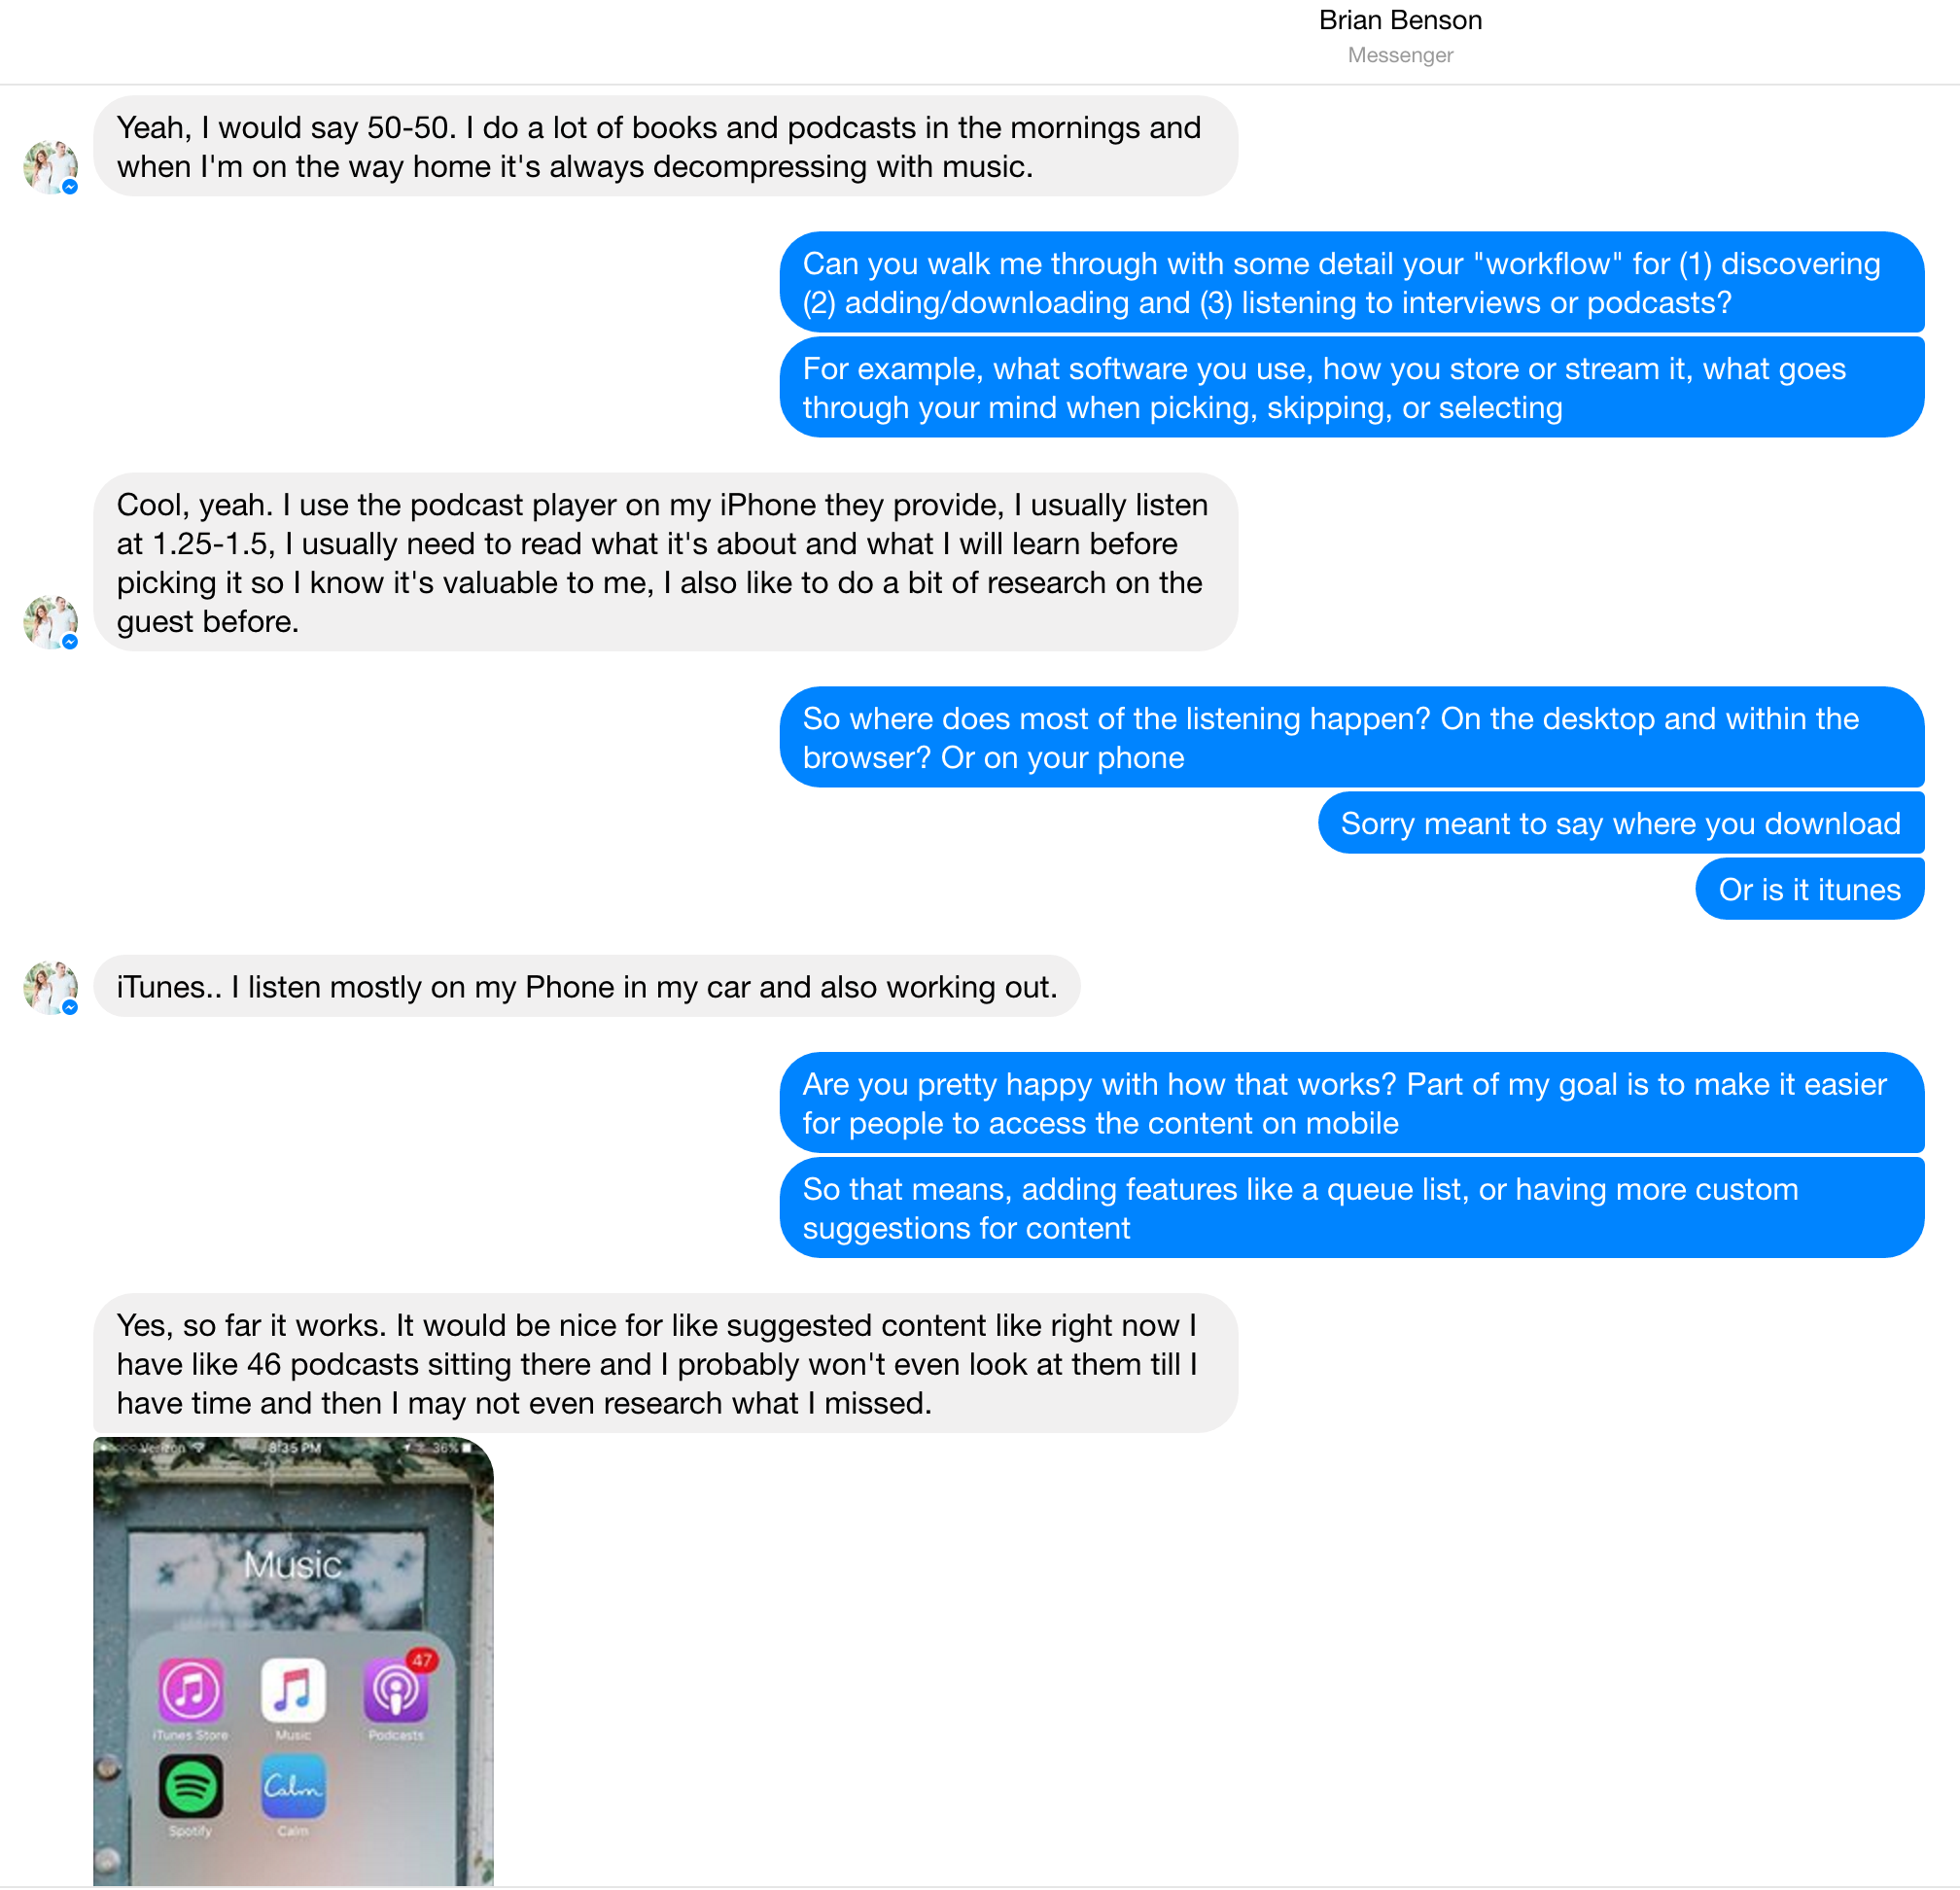 Brian Benson
Messenger
Yeah, I would say 50-50. I do a lot of books and podcasts in the mornings and
when I'm on the way home it's always decompressing with music.
Can you walk me through with some detail your "workflow" for (1) discovering
(2) adding/downloading and (3) listening to interviews or podcasts?
For example, what software you use, how you store or stream it, what goes
through your mind when picking, skipping, or selecting
Cool, yeah. I use the podcast player on my iPhone they provide, I usually listen
at 1.25-1.5, I usually need to read what it's about and what I will learn before
picking it so I know it's valuable to me, I also like to do a bit of research on the
guest before.
So where does most of the listening happen? On the desktop and within the
browser? Or on your phone
Sorry meant to say where you download
Or is it itunes
iTunes.. I listen mostly on my Phone in my car and also working out.
Are you pretty happy with how that works? Part of my goal is to make it easier
for people to access the content on mobile
So that means, adding features like a queue list, or having more custom
suggestions for content
Yes, so far it works. It would be nice for like suggested content like right now I
have like 46 podcasts sitting there and I probably won't even look at them till I
have time and then I may not even research what I missed.
Verizon 8:35 PM 36%
Music
47
iTunes Store Music Podcasts
Calm
Spotify Calm